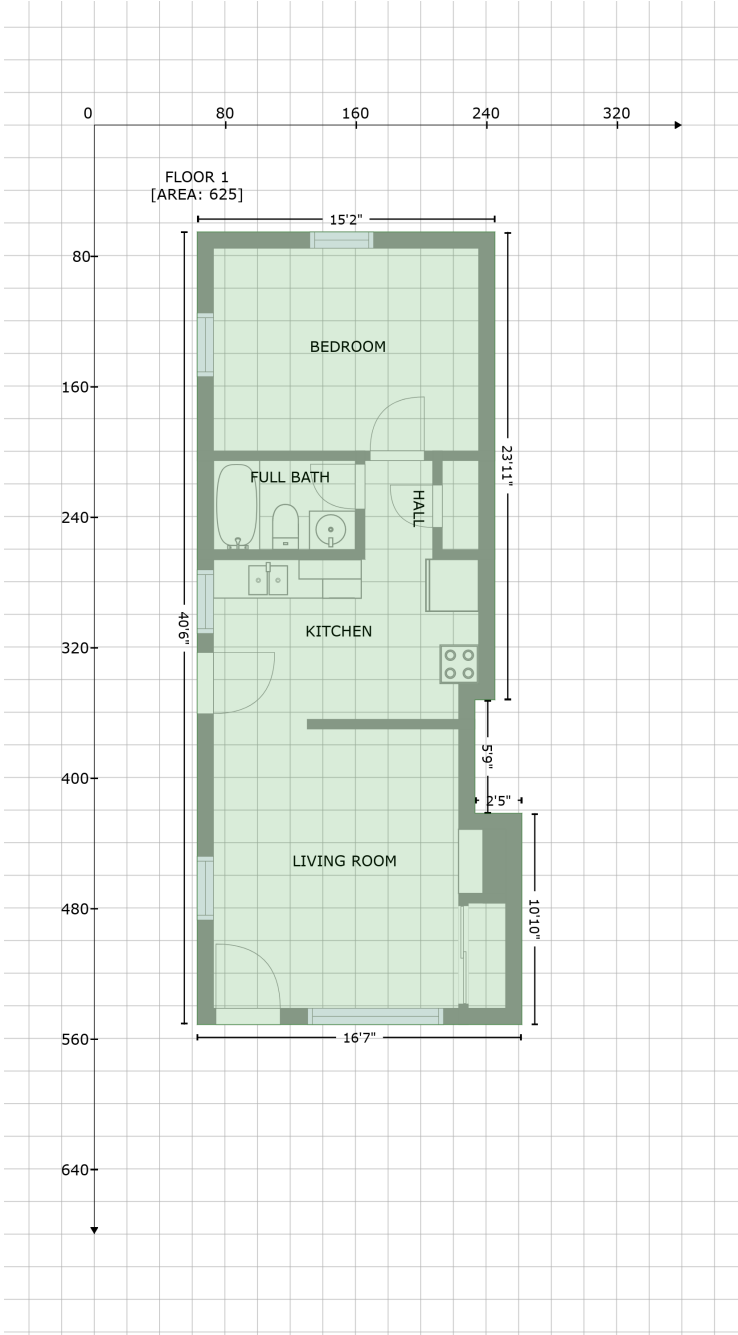 0
80
160
240
320
FLOOR 1
[AREA: 625]
15'2"
80
BEDROOM
160
23'11"
FULL BATH
HALL
240
40'6"
KITCHEN
320
5'9"
400
2'5"
LIVING ROOM
480
10'10"
560
16'7"
640